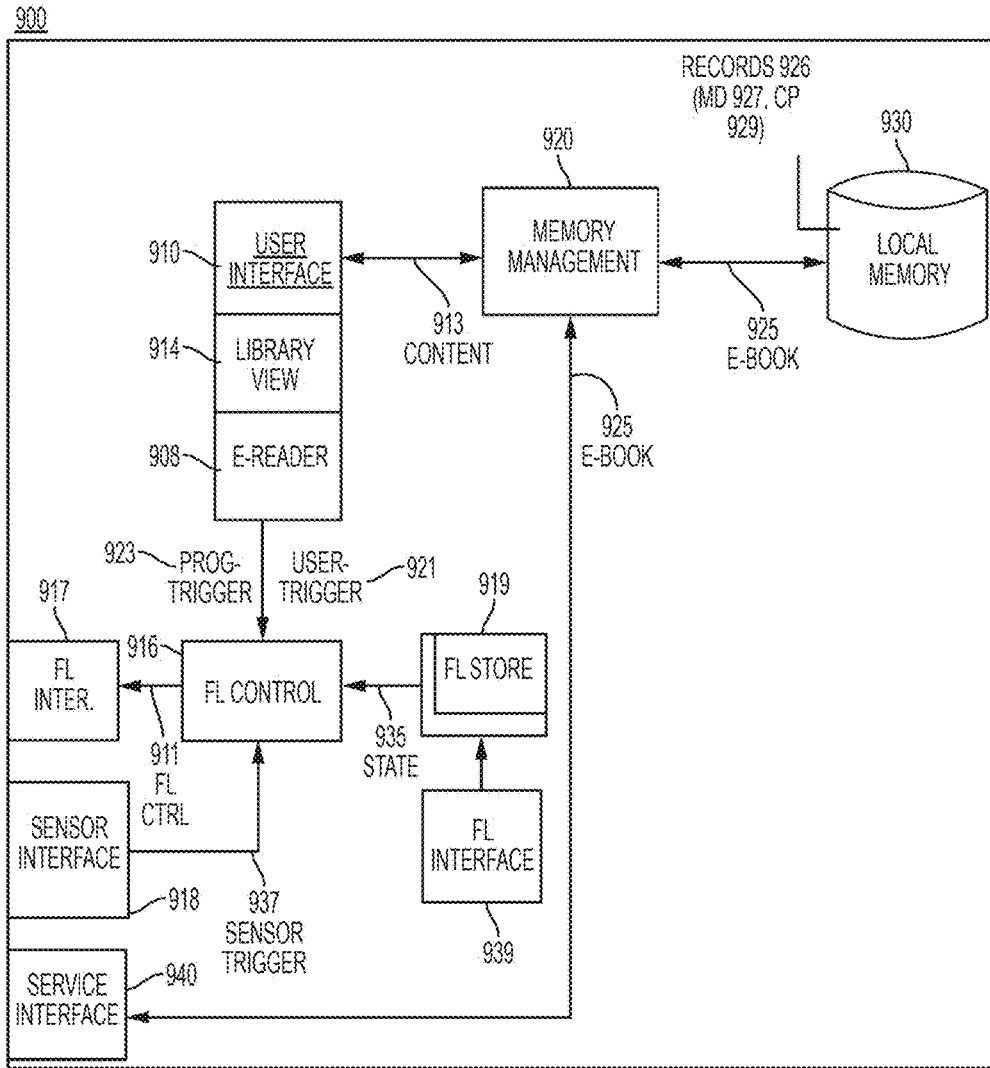 900
RECORDS 926
(MD 927, CP
929)
930
920
910
USER
INTERFACE
MEMORY
MANAGEMENT
LOCAL
MEMORY
913
CONTENT
925
E-BOOK
914
LIBRARY
VIEW
908
E-READER
925
E-BOOK
923
PROG-
TRIGGER
USER-
TRIGGER
921
917
916
919
FL
INTER.
FL CONTROL
FL STORE
911
FL
CTRL
935
STATE
SENSOR
INTERFACE
918
937
SENSOR
TRIGGER
FL
INTERFACE
939
SERVICE
INTERFACE
940